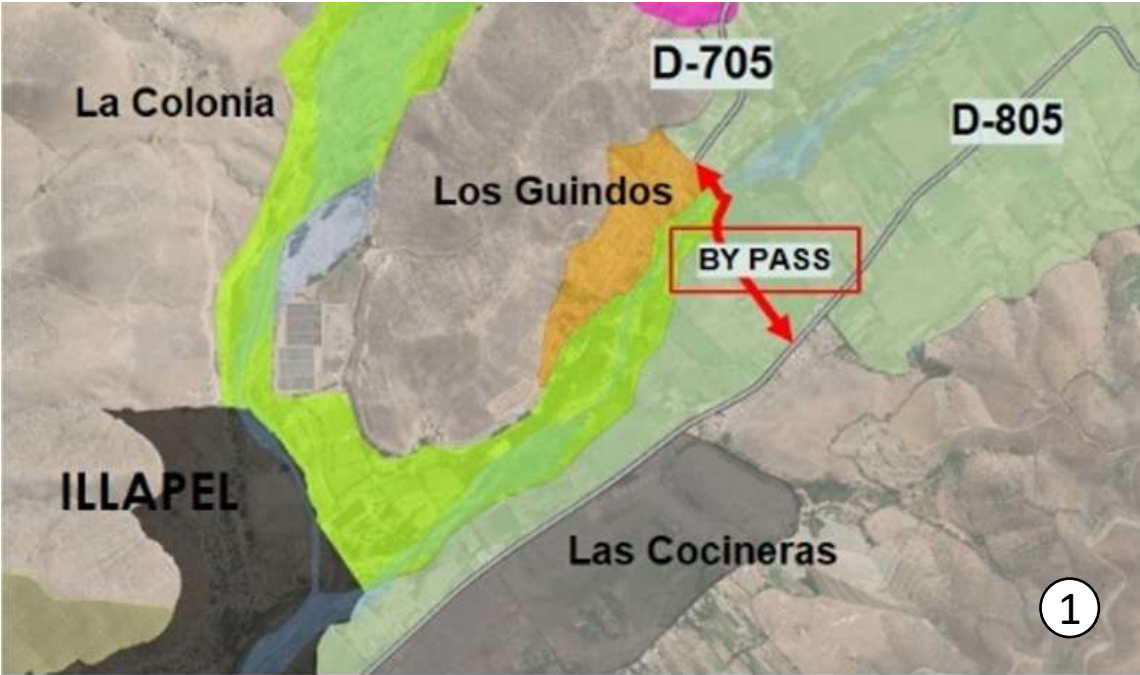 D-705
La Colonia
D-805
Los Guindos
BY PASS
ILLAPEL
Las Cocineras
1